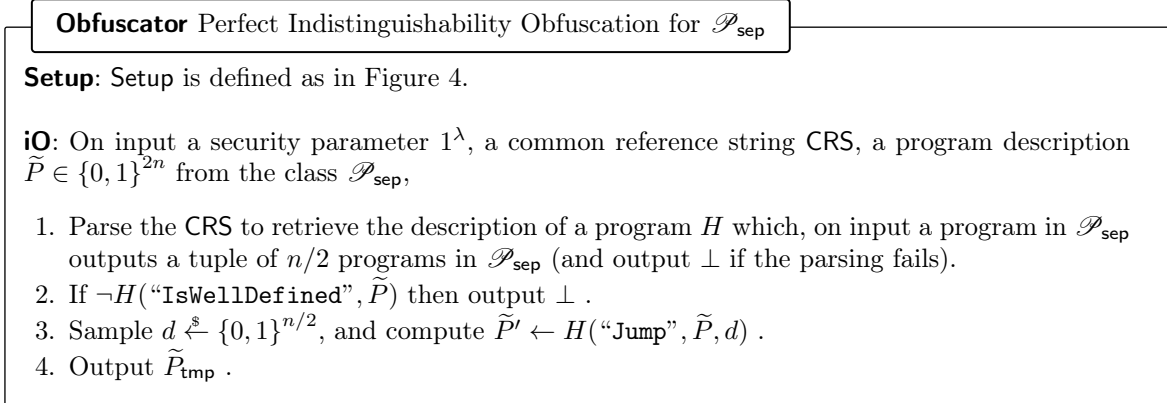 Obfuscator Perfect Indistinguishability Obfuscation for 𝒫_sep
Setup: Setup is defined as in Figure 4.
iO: On input a security parameter 1^λ, a common reference string CRS, a program description
P̃ ∈ {0, 1}^{2n} from the class 𝒫_sep,
1. Parse the CRS to retrieve the description of a program H which, on input a program in 𝒫_sep
outputs a tuple of n/2 programs in 𝒫_sep (and output ⊥ if the parsing fails).
2. If ¬H(“IsWellDefined”, P̃) then output ⊥ .
3. Sample d ←$ {0, 1}^{n/2}, and compute P̃′ ← H(“Jump”, P̃, d) .
4. Output P̃_tmp .